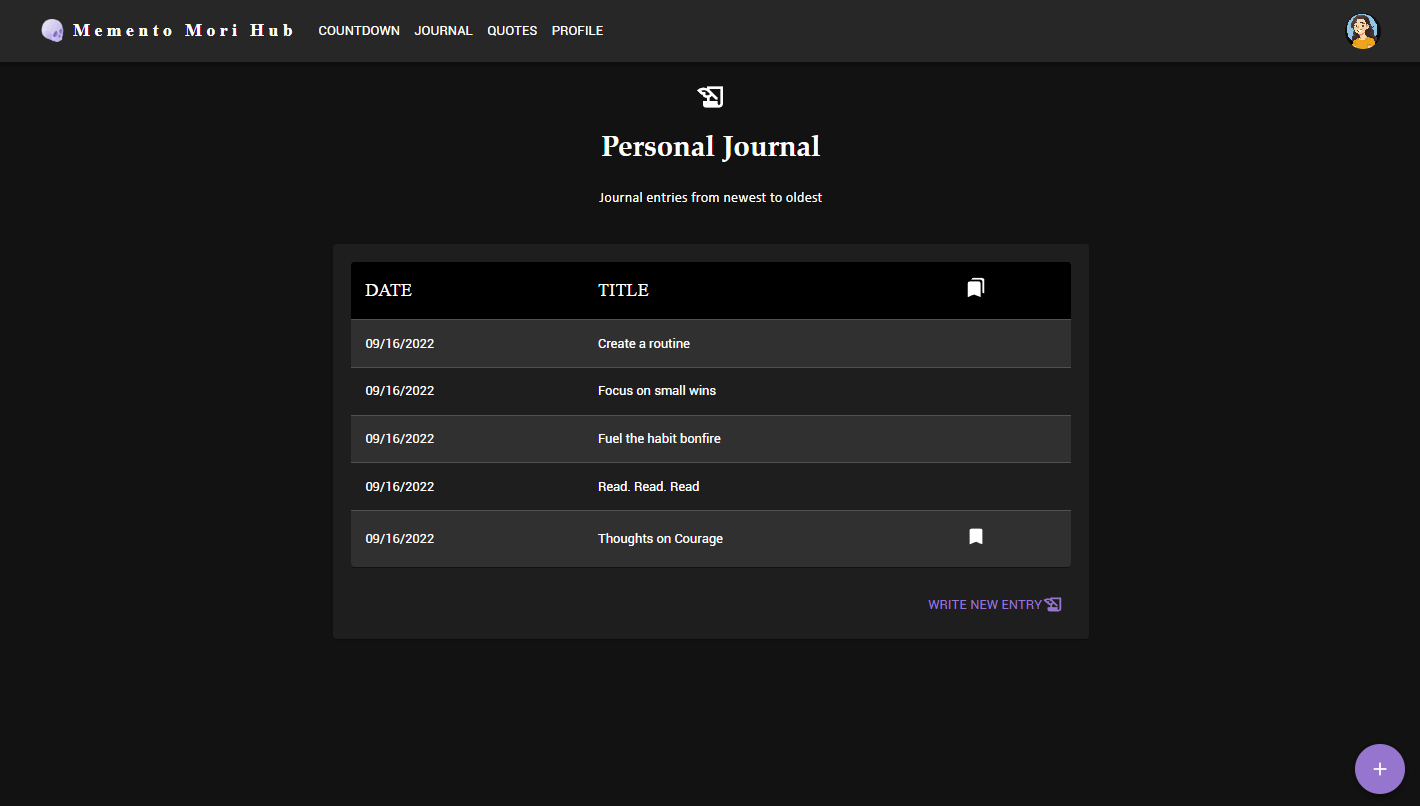 Memento Mori Hub COUNTDOWN JOURNAL QUOTES PROFILE
Personal Journal
Journal entries from newest to oldest
DATE TITLE
09/16/2022 Create a routine
09/16/2022 Focus on small wins
09/16/2022 Fuel the habit bonfire
09/16/2022 Read. Read. Read
09/16/2022 Thoughts on Courage
WRITE NEW ENTRY